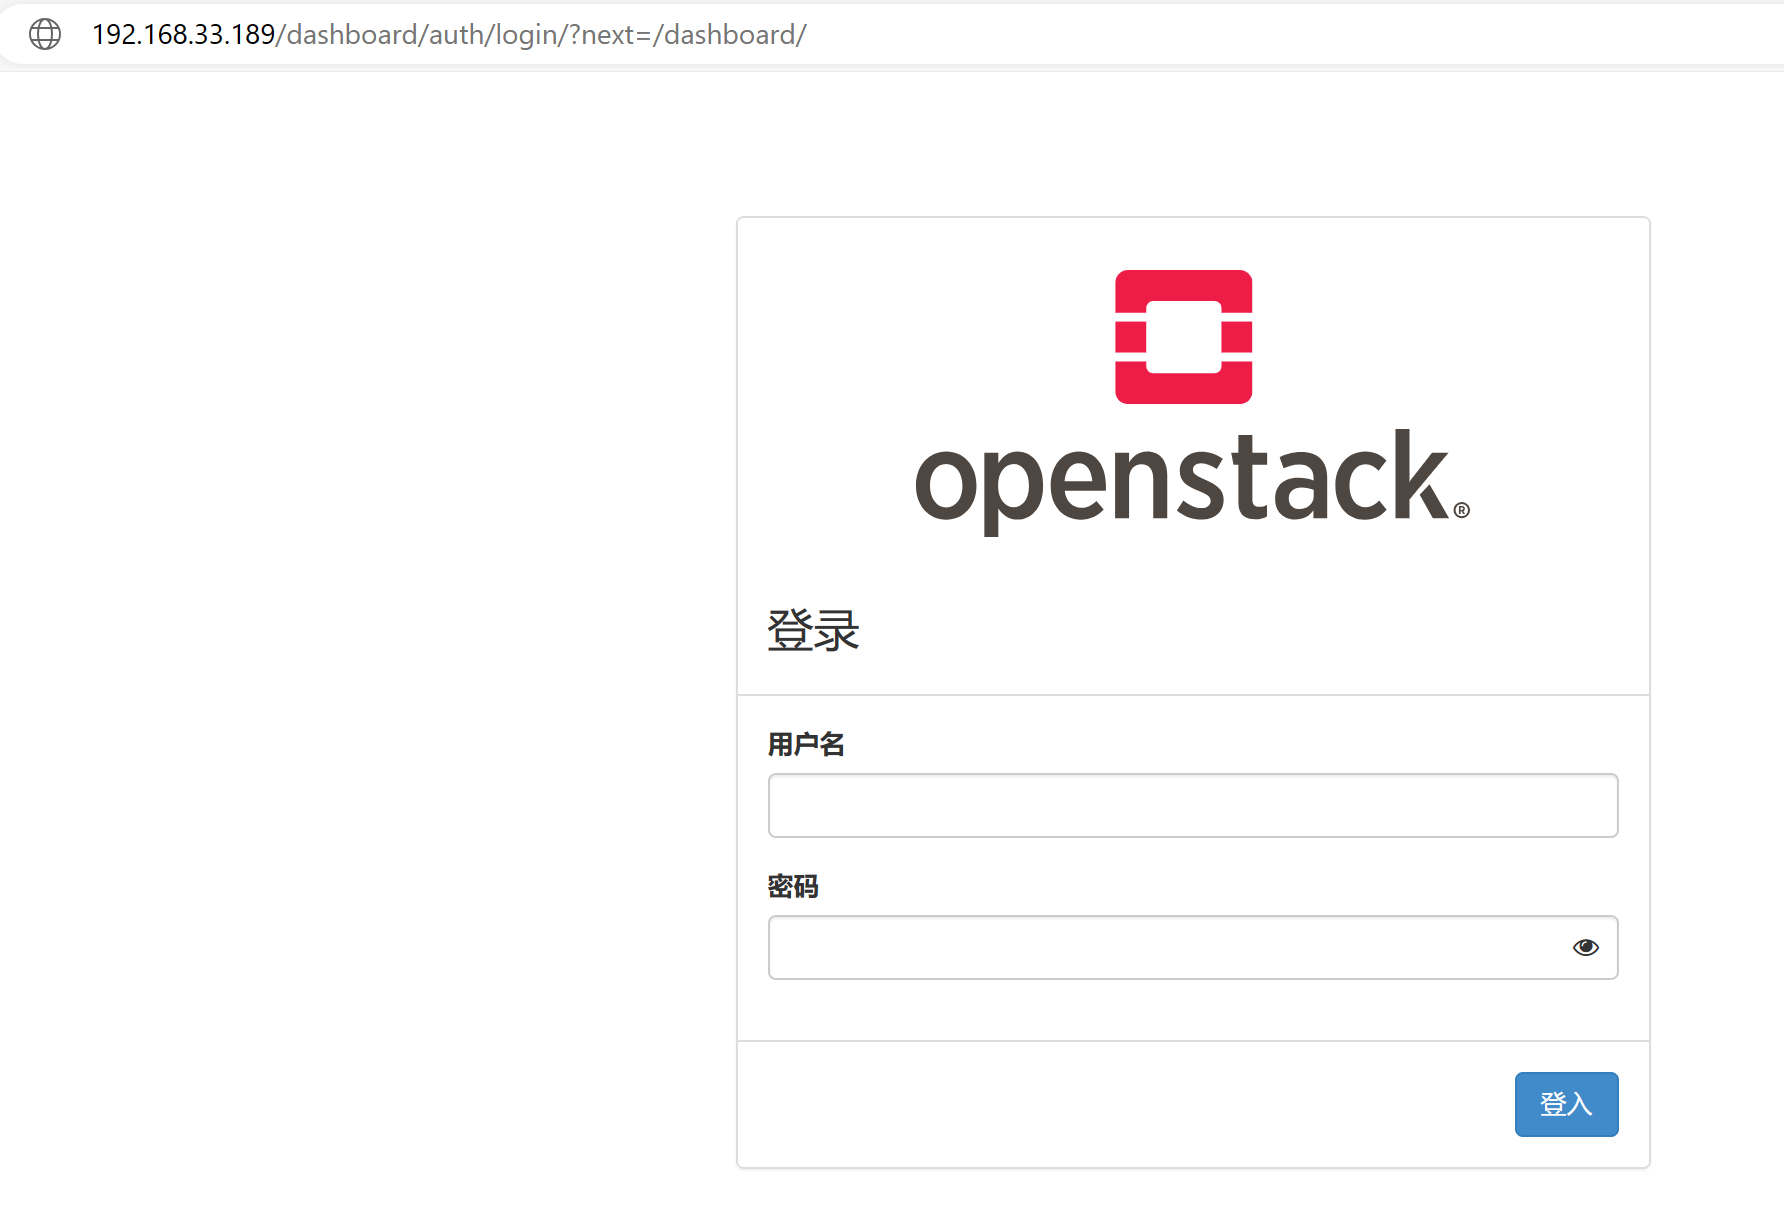 192.168.33.189/dashboard/auth/login/?next=/dashboard/
openstack.®
登录
用户名
密码
登入